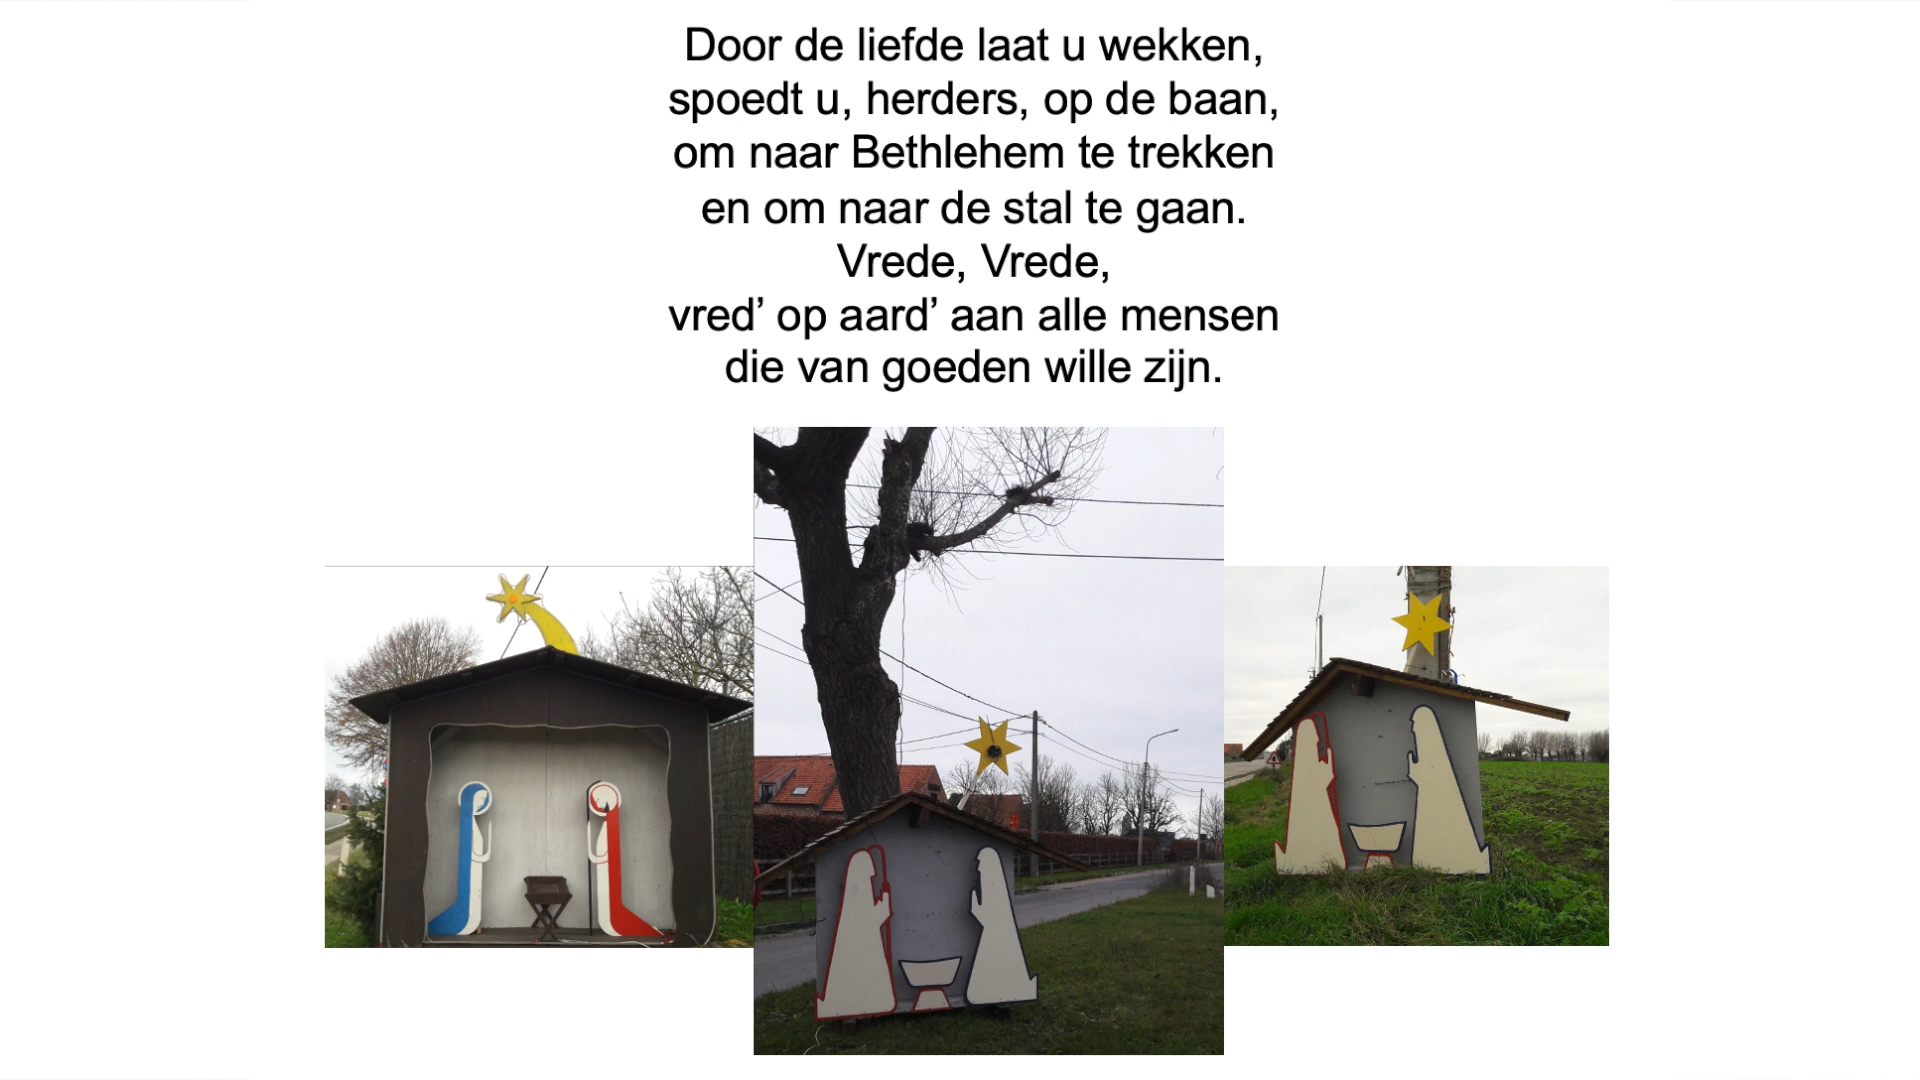 Door de liefde laat u wekken,
spoedt u, herders, op de baan,
om naar Bethlehem te trekken
en om naar de stal te gaan.
Vrede, Vrede,
vred’ op aard’ aan alle mensen
die van goeden wille zijn.